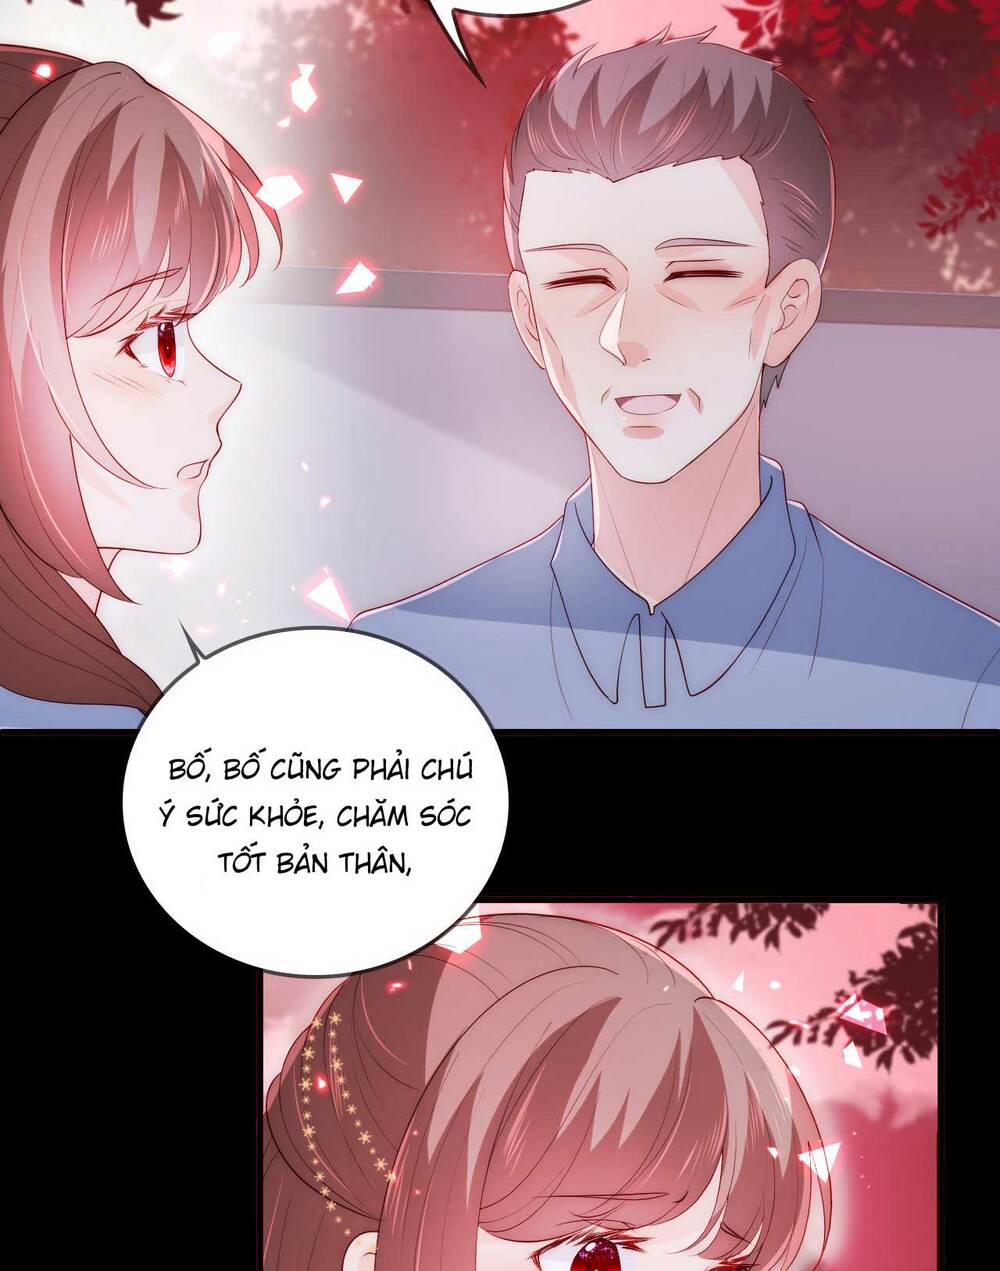 BỐ, BỐ CŨNG PHẢI CHÚ
Ý SỨC KHỎE, CHĂM SÓC
TỐT BẢN THÂN,